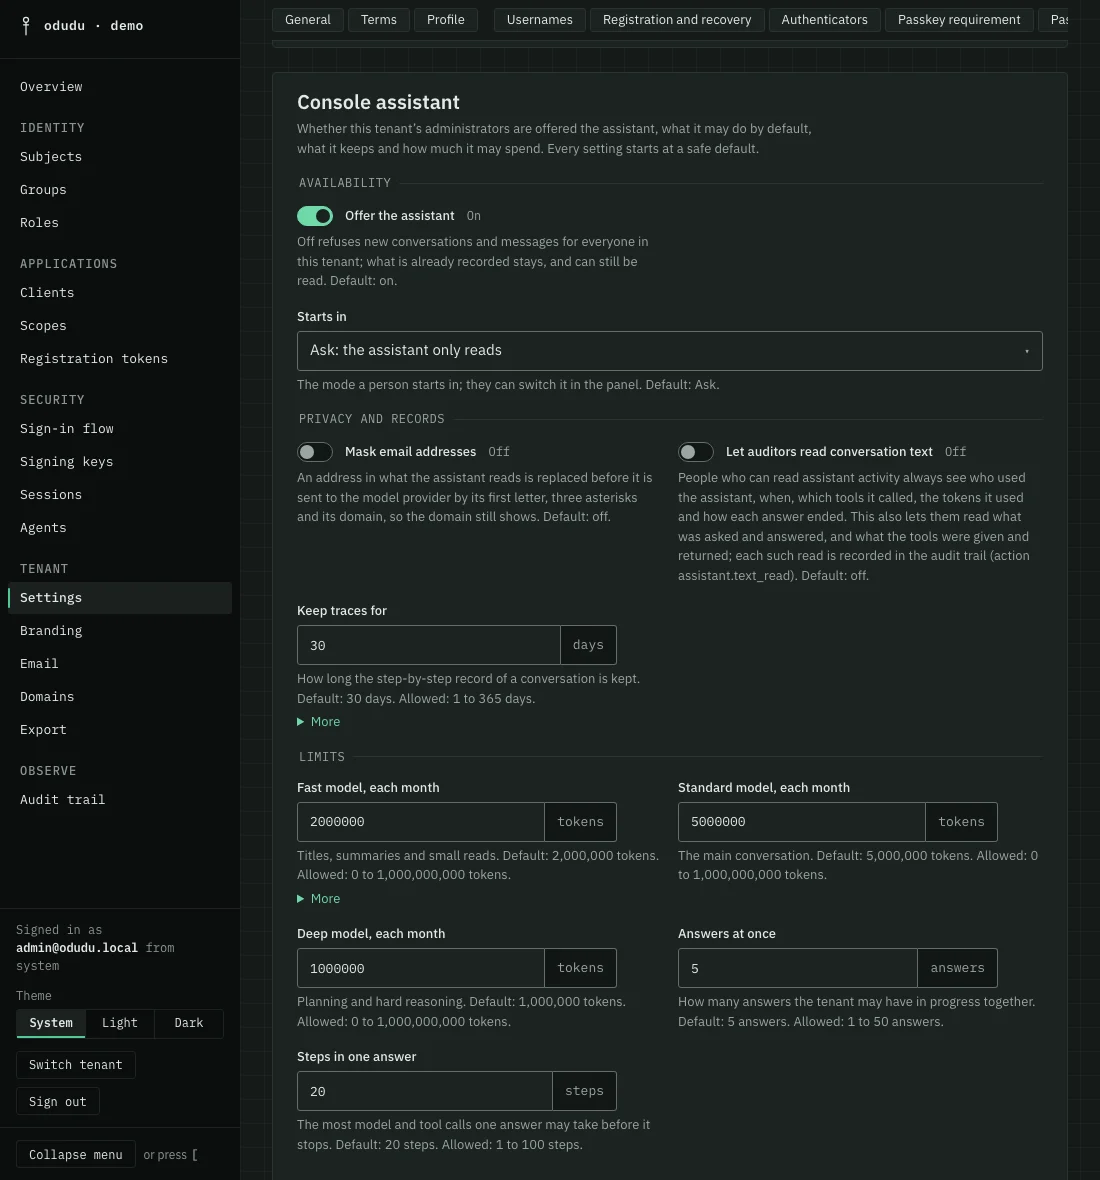 odudu · demo
General
Terms
Profile
Usernames
Registration and recovery
Authenticators
Passkey requirement
Overview
IDENTITY
Subjects
Groups
Roles
APPLICATIONS
Clients
Scopes
Registration tokens
SECURITY
Sign-in flow
Signing keys
Sessions
Agents
TENANT
Settings
Branding
Email
Domains
Export
OBSERVE
Audit trail
Signed in as
admin@odudu.local from
system
Theme
System
Light
Dark
Switch tenant
Sign out
Collapse menu or press [
Console assistant
Whether this tenant’s administrators are offered the assistant, what it may do by default,
what it keeps and how much it may spend. Every setting starts at a safe default.
AVAILABILITY
Offer the assistant On
Off refuses new conversations and messages for everyone in
this tenant; what is already recorded stays, and can still be
read. Default: on.
Starts in
Ask: the assistant only reads
The mode a person starts in; they can switch it in the panel. Default: Ask.
PRIVACY AND RECORDS
Mask email addresses Off
An address in what the assistant reads is replaced before it is
sent to the model provider by its first letter, three asterisks
and its domain, so the domain still shows. Default: off.
Let auditors read conversation text Off
People who can read assistant activity always see who used
the assistant, when, which tools it called, the tokens it used
and how each answer ended. This also lets them read what
was asked and answered, and what the tools were given and
returned; each such read is recorded in the audit trail (action
assistant.text_read). Default: off.
Keep traces for
30 days
How long the step-by-step record of a conversation is kept.
Default: 30 days. Allowed: 1 to 365 days.
More
LIMITS
Fast model, each month
2000000 tokens
Titles, summaries and small reads. Default: 2,000,000 tokens.
Allowed: 0 to 1,000,000,000 tokens.
More
Standard model, each month
5000000 tokens
The main conversation. Default: 5,000,000 tokens. Allowed: 0
to 1,000,000,000 tokens.
Deep model, each month
1000000 tokens
Planning and hard reasoning. Default: 1,000,000 tokens.
Allowed: 0 to 1,000,000,000 tokens.
Answers at once
5 answers
How many answers the tenant may have in progress together.
Default: 5 answers. Allowed: 1 to 50 answers.
Steps in one answer
20 steps
The most model and tool calls one answer may take before it
stops. Default: 20 steps. Allowed: 1 to 100 steps.